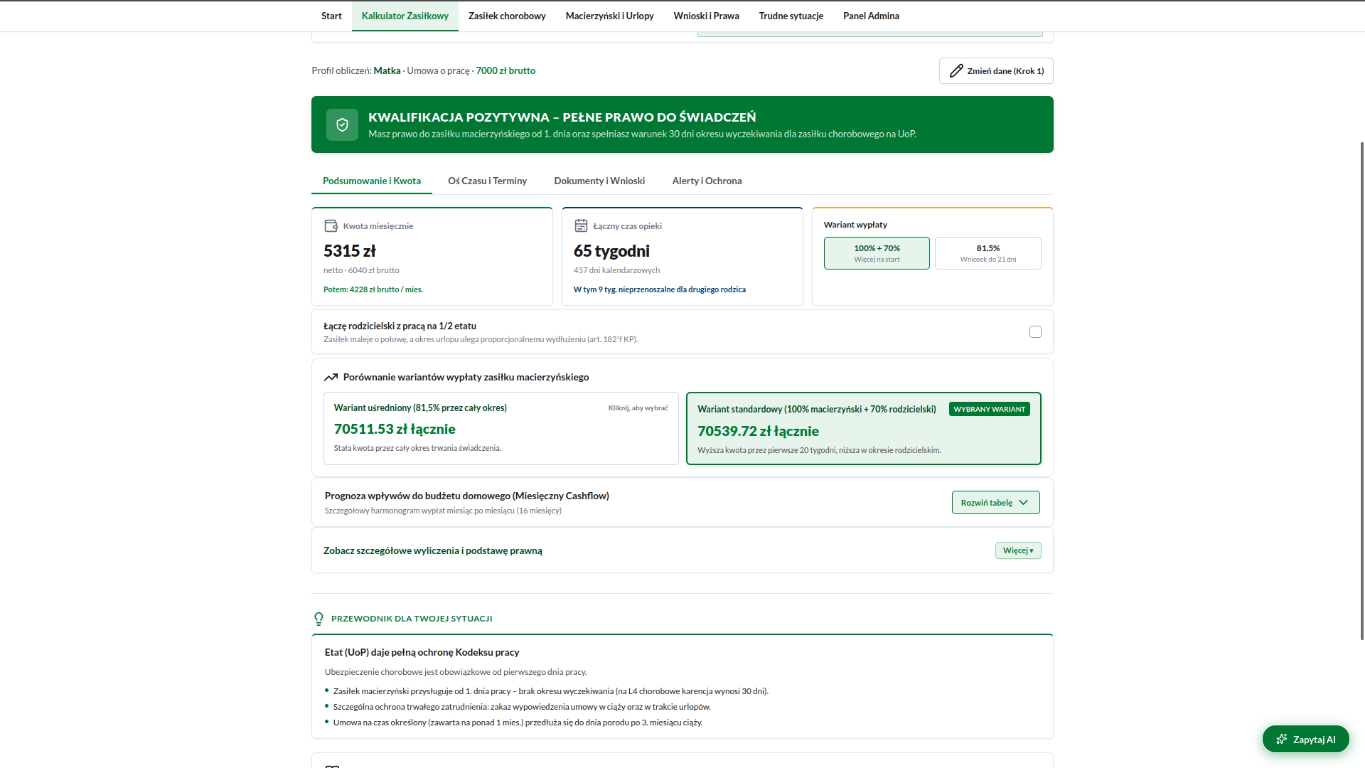 Start Kalkulator Zasiłkowy Zasiłek chorobowy Macierzyński i Urlopy Wnioski i Prawa Trudne sytuacje Panel Admina
Profil obliczeń: Matka · Umowa o pracę · 7000 zł brutto
Zmień dane (Krok 1)
KWALIFIKACJA POZYTYWNA – PEŁNE PRAWO DO ŚWIADCZEŃ
Masz prawo do zasiłku macierzyńskiego od 1. dnia oraz spełniasz warunek 30 dni okresu wyczekiwania dla zasiłku chorobowego na UoP.
Podsumowanie i Kwota Oś Czasu i Terminy Dokumenty i Wnioski Alerty i Ochrona
Kwota miesięcznie
5315 zł
netto · 6040 zł brutto
Potem: 4228 zł brutto / mies.
Łączny czas opieki
65 tygodni
457 dni kalendarzowych
W tym 9 tyg. nieprzenoszalne dla drugiego rodzica
Wariant wypłaty
100% + 70%
Więcej na start
81,5%
Wniosek do 21 dni
Łączę rodzicielski z pracą na 1/2 etatu
Zasiłek maleje o połowę, a okres urlopu ulega proporcjonalnemu wydłużeniu (art. 182¹f KP).
Porównanie wariantów wypłaty zasiłku macierzyńskiego
Wariant uśredniony (81,5% przez cały okres)
Kliknij, aby wybrać
70511.53 zł łącznie
Stała kwota przez cały okres trwania świadczenia.
Wariant standardowy (100% macierzyński + 70% rodzicielski)
WYBRANY WARIANT
70539.72 zł łącznie
Wyższa kwota przez pierwsze 20 tygodni, niższa w okresie rodzicielskim.
Prognoza wpływów do budżetu domowego (Miesięczny Cashflow)
Szczegółowy harmonogram wypłat miesiąc po miesiącu (16 miesięcy)
Rozwiń tabelę
Zobacz szczegółowe wyliczenia i podstawę prawną
Więcej ▾
PRZEWODNIK DLA TWOJEJ SYTUACJI
Etat (UoP) daje pełną ochronę Kodeksu pracy
Ubezpieczenie chorobowe jest obowiązkowe od pierwszego dnia pracy.
• Zasiłek macierzyński przysługuje od 1. dnia pracy – brak okresu wyczekiwania (na L4 chorobowe karencja wynosi 30 dni).
• Szczególna ochrona trwałego zatrudnienia: zakaz wypowiedzenia umowy w ciąży oraz w trakcie urlopów.
• Umowa na czas określony (zawarta na ponad 1 mies.) przedłuża się do dnia porodu po 3. miesiącu ciąży.
Zapytaj AI